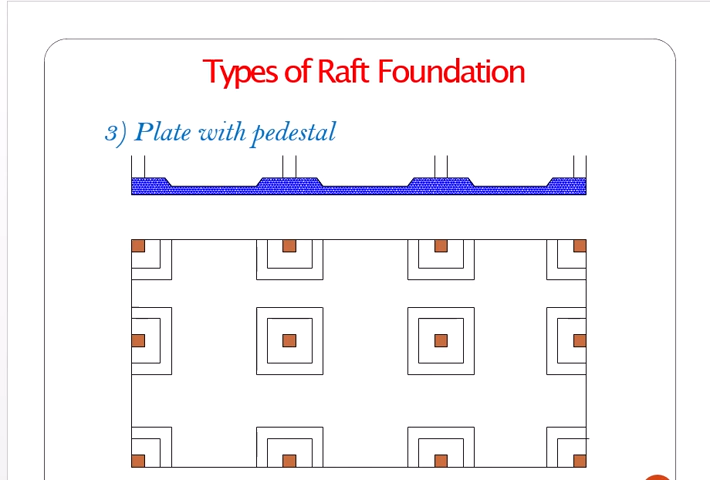 Types of Raft Foundation
3) Plate with pedestal